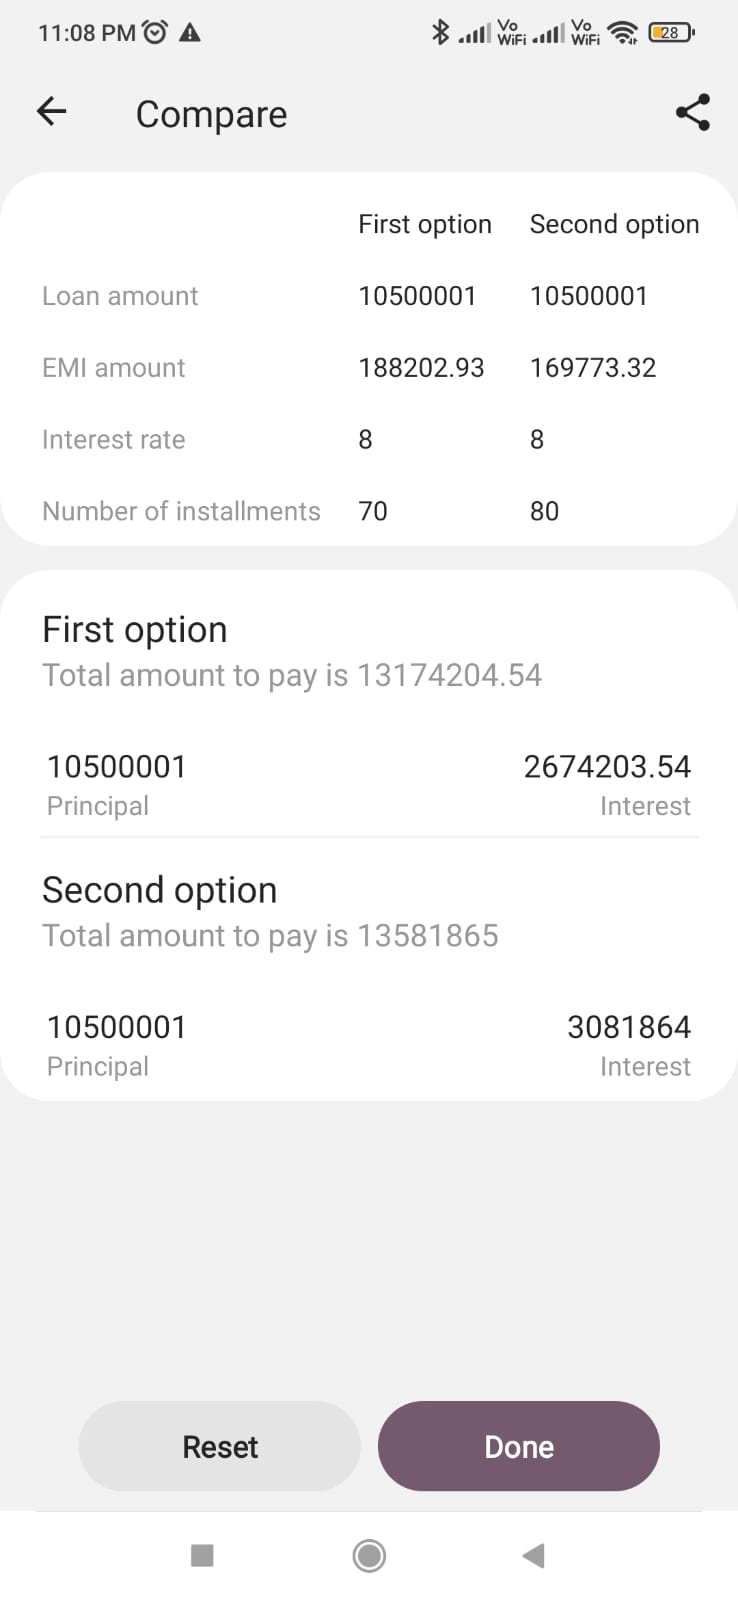 11:08 PM Vo WiFi Vo WiFi 28
Compare
First option Second option
Loan amount 10500001 10500001
EMI amount 188202.93 169773.32
Interest rate 8 8
Number of installments 70 80
First option
Total amount to pay is 13174204.54
10500001 2674203.54
Principal Interest
Second option
Total amount to pay is 13581865
10500001 3081864
Principal Interest
Reset Done